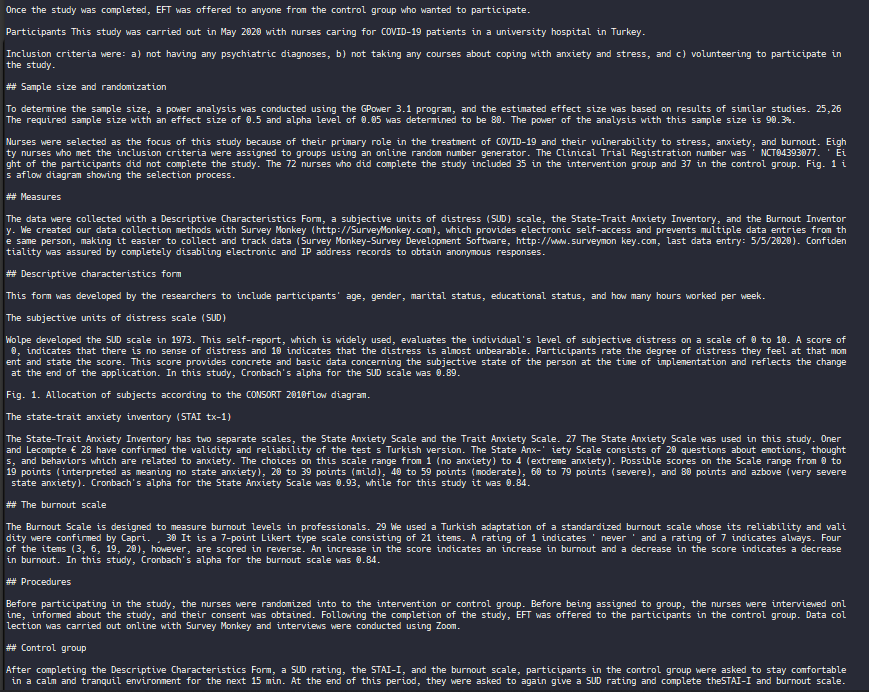 Once the study was completed, EFT was offered to anyone from the control group who wanted to participate.
Participants This study was carried out in May 2020 with nurses caring for COVID-19 patients in a university hospital in Turkey.
Inclusion criteria were: a) not having any psychiatric diagnoses, b) not taking any courses about coping with anxiety and stress, and c) volunteering to participate in
the study.
## Sample size and randomization
To determine the sample size, a power analysis was conducted using the GPower 3.1 program, and the estimated effect size was based on results of similar studies. 25,26
The required sample size with an effect size of 0.5 and alpha level of 0.05 was determined to be 80. The power of the analysis with this sample size is 90.3%.
Nurses were selected as the focus of this study because of their primary role in the treatment of COVID-19 and their vulnerability to stress, anxiety, and burnout. Eigh
ty nurses who met the inclusion criteria were assigned to groups using an online random number generator. The Clinical Trial Registration number was ' NCT04393077. ' Ei
ght of the participants did not complete the study. The 72 nurses who did complete the study included 35 in the intervention group and 37 in the control group. Fig. 1 i
s aflow diagram showing the selection process.
## Measures
The data were collected with a Descriptive Characteristics Form, a subjective units of distress (SUD) scale, the State-Trait Anxiety Inventory, and the Burnout Inventor
y. We created our data collection methods with Survey Monkey (http://SurveyMonkey.com), which provides electronic self-access and prevents multiple data entries from th
e same person, making it easier to collect and track data (Survey Monkey-Survey Development Software, http://www.surveymon key.com, last data entry: 5/5/2020). Confiden
tiality was assured by completely disabling electronic and IP address records to obtain anonymous responses.
## Descriptive characteristics form
This form was developed by the researchers to include participants' age, gender, marital status, educational status, and how many hours worked per week.
The subjective units of distress scale (SUD)
Wolpe developed the SUD scale in 1973. This self-report, which is widely used, evaluates the individual's level of subjective distress on a scale of 0 to 10. A score of
0, indicates that there is no sense of distress and 10 indicates that the distress is almost unbearable. Participants rate the degree of distress they feel at that mom
ent and state the score. This score provides concrete and basic data concerning the subjective state of the person at the time of implementation and reflects the change
at the end of the application. In this study, Cronbach's alpha for the SUD scale was 0.89.
Fig. 1. Allocation of subjects according to the CONSORT 2010flow diagram.
The state-trait anxiety inventory (STAI tx-1)
The State-Trait Anxiety Inventory has two separate scales, the State Anxiety Scale and the Trait Anxiety Scale. 27 The State Anxiety Scale was used in this study. Oner
and Lecompte € 28 have confirmed the validity and reliability of the test s Turkish version. The State Anx-' iety Scale consists of 20 questions about emotions, thought
s, and behaviors which are related to anxiety. The choices on this scale range from 1 (no anxiety) to 4 (extreme anxiety). Possible scores on the Scale range from 0 to
19 points (interpreted as meaning no state anxiety), 20 to 39 points (mild), 40 to 59 points (moderate), 60 to 79 points (severe), and 80 points and azbove (very severe
state anxiety). Cronbach's alpha for the State Anxiety Scale was 0.93, while for this study it was 0.84.
## The burnout scale
The Burnout Scale is designed to measure burnout levels in professionals. 29 We used a Turkish adaptation of a standardized burnout scale whose its reliability and vali
dity were confirmed by Capri. ¸ 30 It is a 7-point Likert type scale consisting of 21 items. A rating of 1 indicates ' never ' and a rating of 7 indicates always. Four
of the items (3, 6, 19, 20), however, are scored in reverse. An increase in the score indicates an increase in burnout and a decrease in the score indicates a decrease
in burnout. In this study, Cronbach's alpha for the burnout scale was 0.84.
## Procedures
Before participating in the study, the nurses were randomized into to the intervention or control group. Before being assigned to group, the nurses were interviewed onl
ine, informed about the study, and their consent was obtained. Following the completion of the study, EFT was offered to the participants in the control group. Data col
lection was carried out online with Survey Monkey and interviews were conducted using Zoom.
## Control group
After completing the Descriptive Characteristics Form, a SUD rating, the STAI-I, and the burnout scale, participants in the control group were asked to stay comfortable
in a calm and tranquil environment for the next 15 min. At the end of this period, they were asked to again give a SUD rating and complete theSTAI-I and burnout scale.